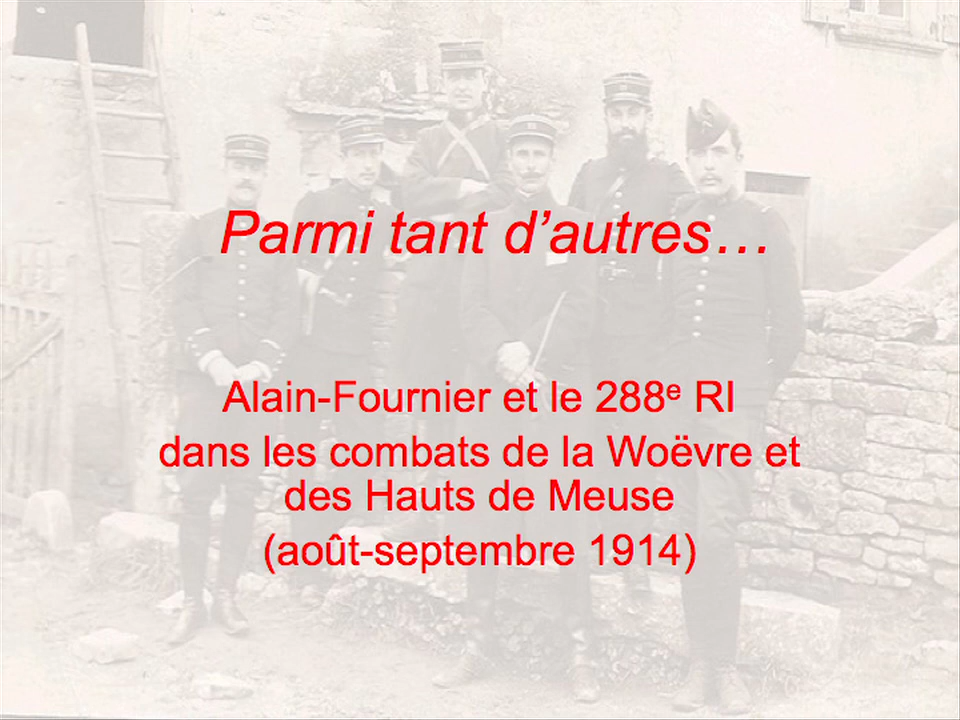 Parmi tant d’autres…
Alain-Fournier et le 288e RI
dans les combats de la Woëvre et
des Hauts de Meuse
(août-septembre 1914)